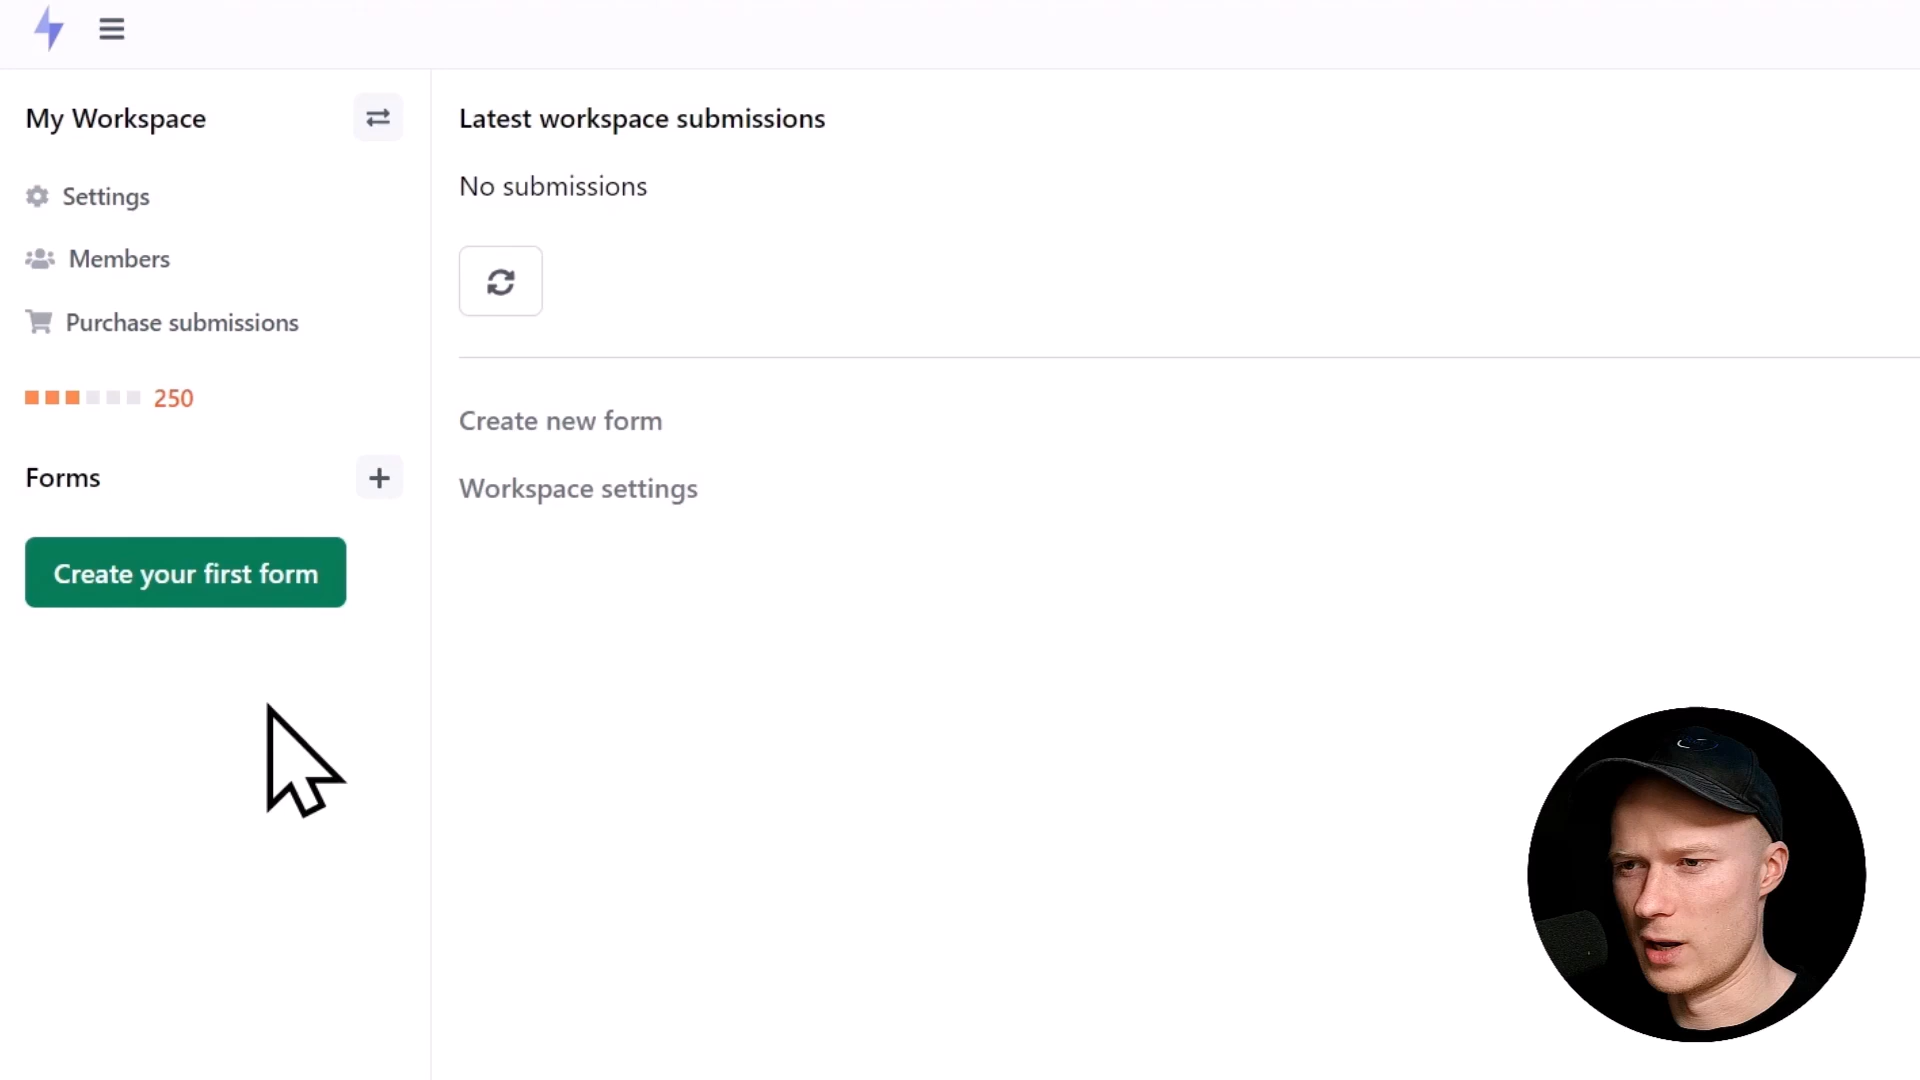 My Workspace
Settings
Members
Purchase submissions
250
Forms
Create your first form
Latest workspace submissions
No submissions
Create new form
Workspace settings